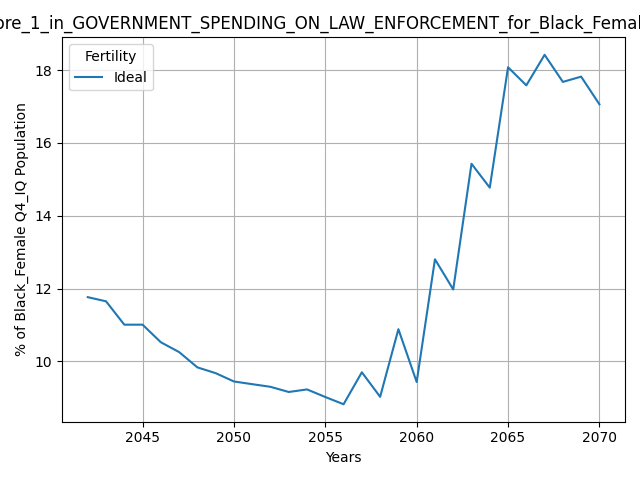 ore_1_in_GOVERNMENT_SPENDING_ON_LAW_ENFORCEMENT_for_Black_Femal
Fertility
Ideal
% of Black_Female Q4_IQ Population
18
16
14
12
10
2045 2050 2055 2060 2065 2070
Years